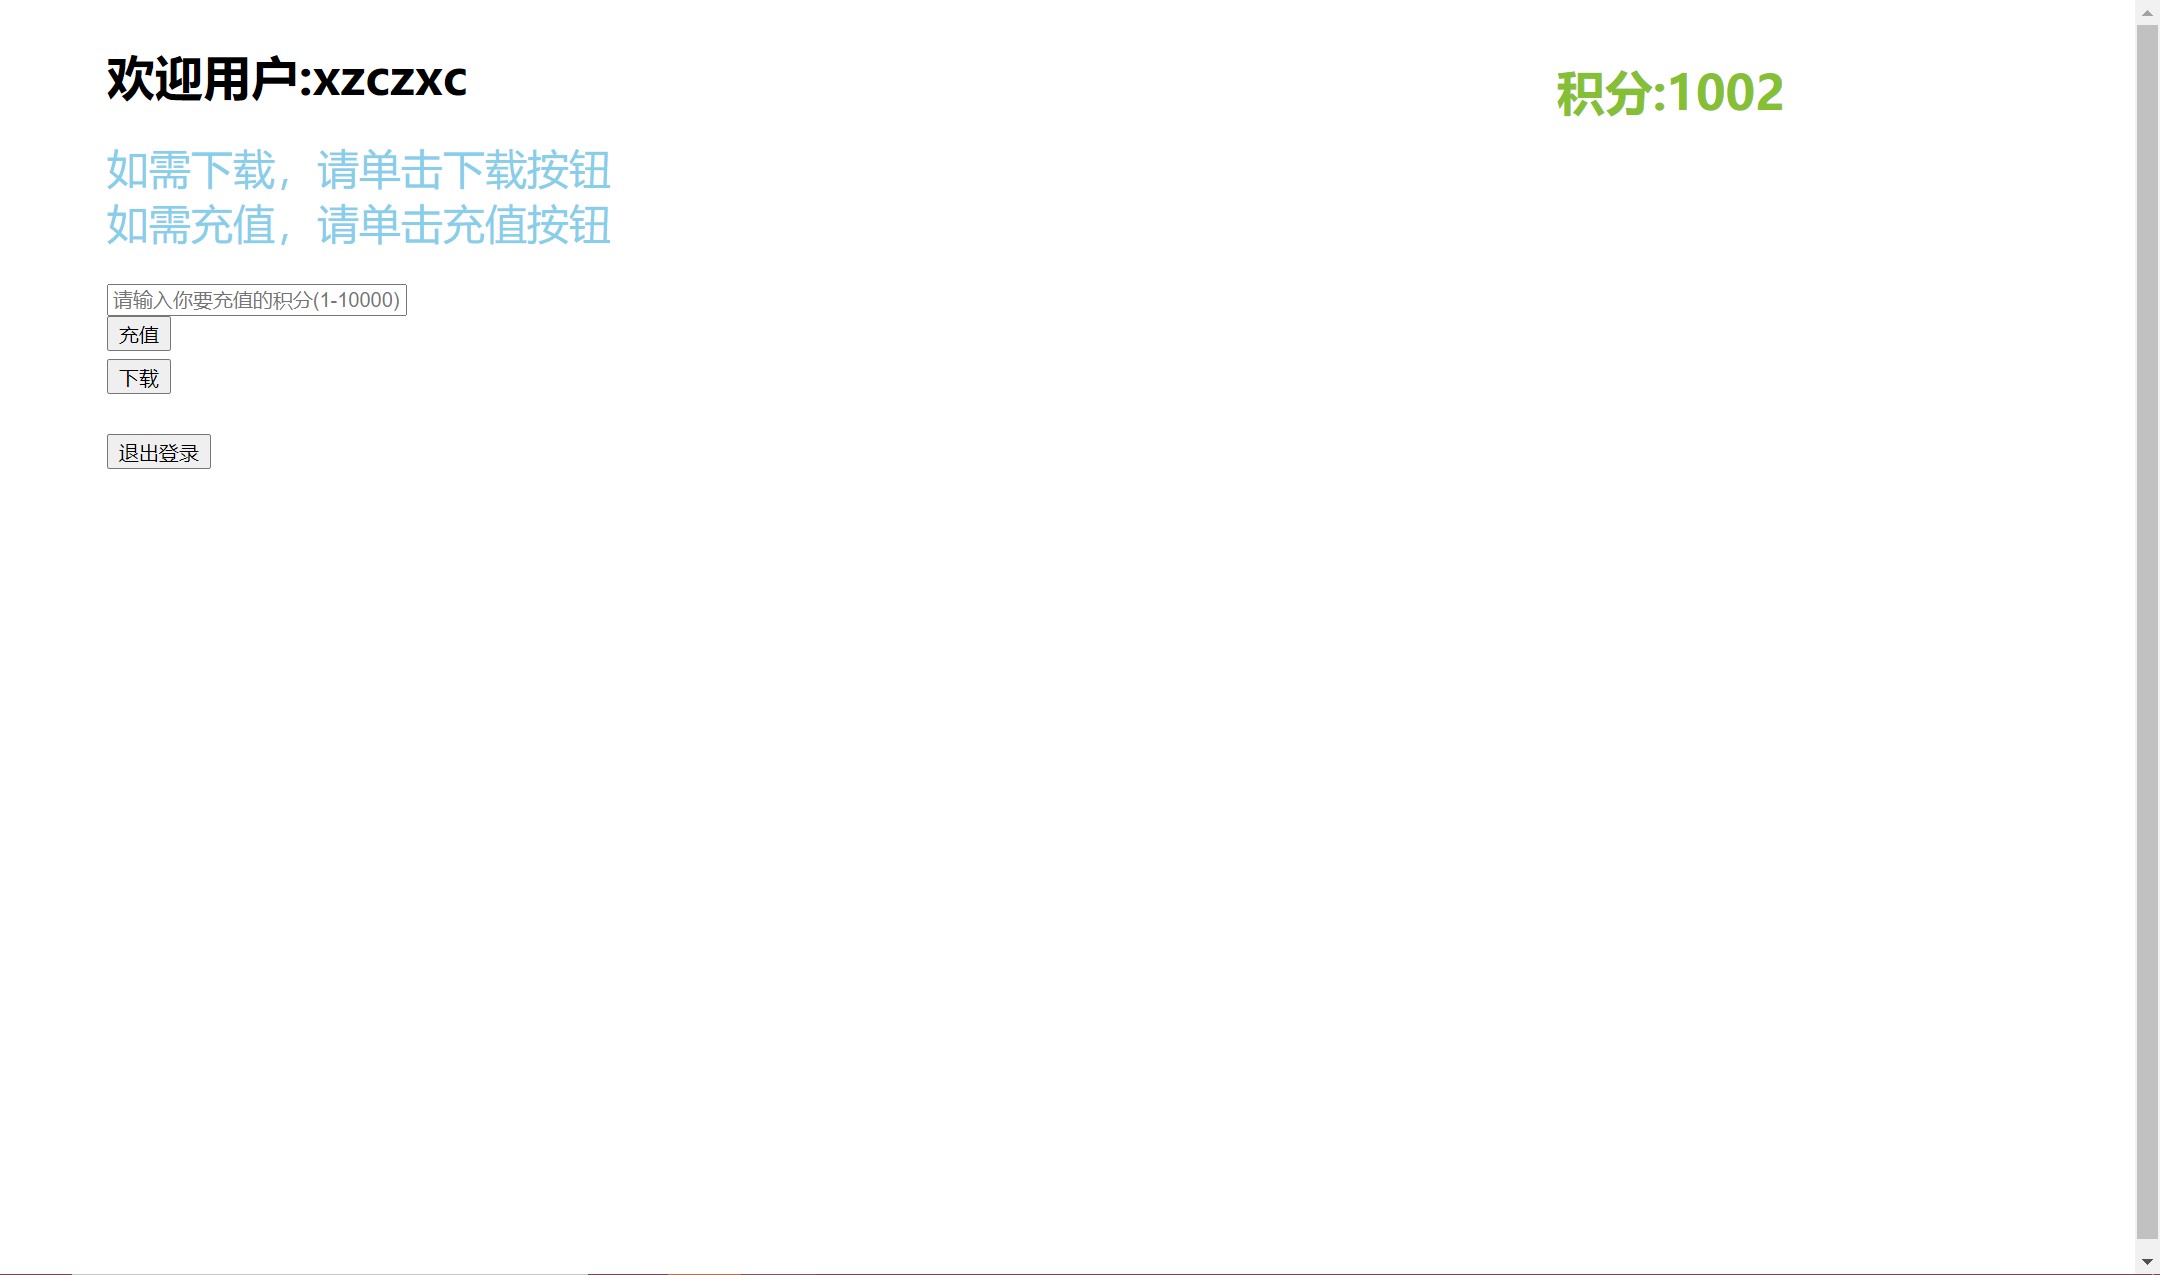 欢迎用户:xzczxc
积分:1002
如需下载，请单击下载按钮
如需充值，请单击充值按钮
请输入你要充值的积分(1-10000)
充值
下载
退出登录